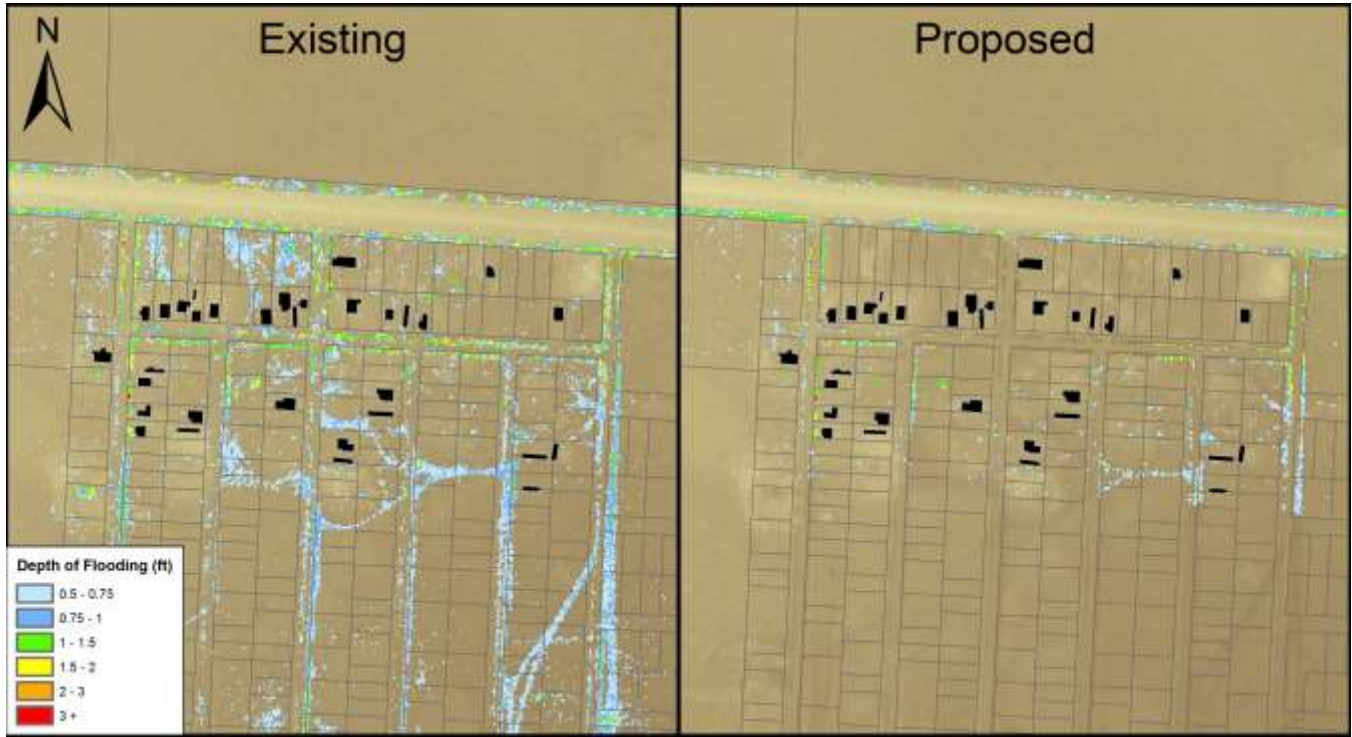 N
Existing
Proposed
Depth of Flooding (ft)
0.5 - 0.75
0.75 - 1
1 - 1.5
1.5 - 2
2 - 3
3 +